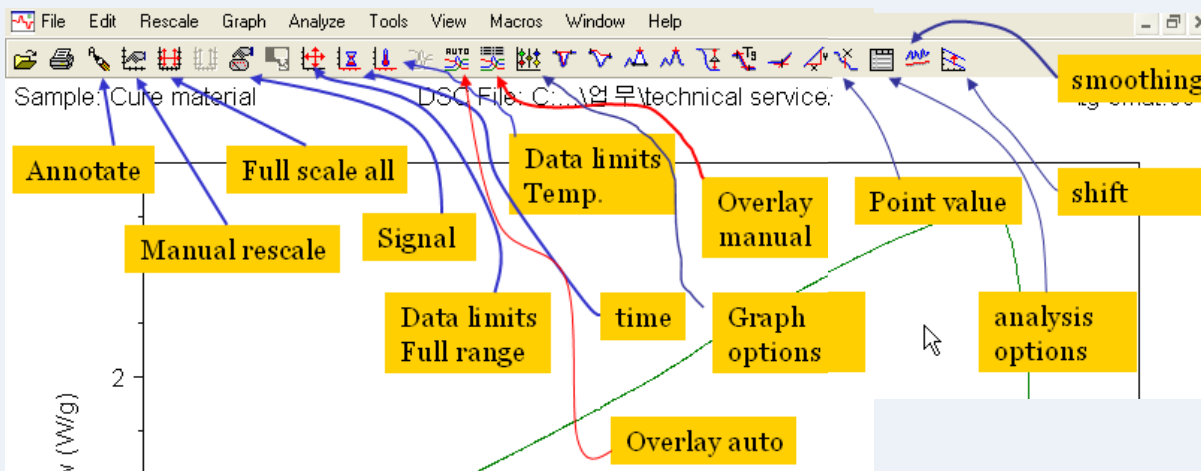 File Edit Rescale Graph Analyze Tools View Macros Window Help
AUTO
Tg
Sample: Cure material
DSC File: C:...\업무\technical service
smoothing
Annotate
Full scale all
Data limits
Temp.
Overlay
manual
Point value
shift
Manual rescale
Signal
Data limits
Full range
time
Graph
options
analysis
options
2
Overlay auto
(W/g)